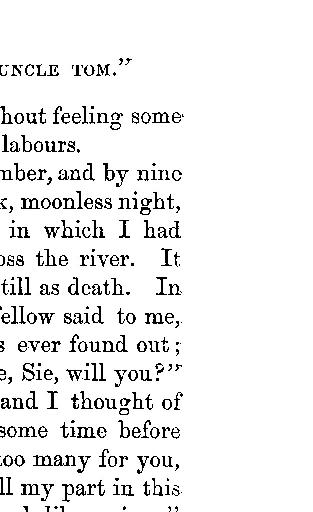 UNCLE TOM."
hout feeling some
labours.
mber, and by nine
k, moonless night,
in which I had
oss the river. It
till as death. In
fellow said to me,
s ever found out;
e, Sie, will you?"
and I thought of
some time before
too many for you,
ll my part in this